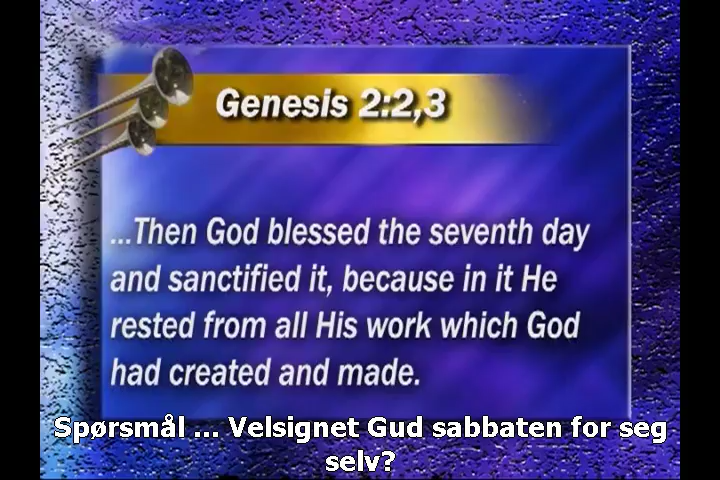 Genesis 2:2,3
...Then God blessed the seventh day
and sanctified it, because in it He
rested from all His work which God
had created and made.
Spørsmål ... Velsignet Gud sabbaten for seg
selv?